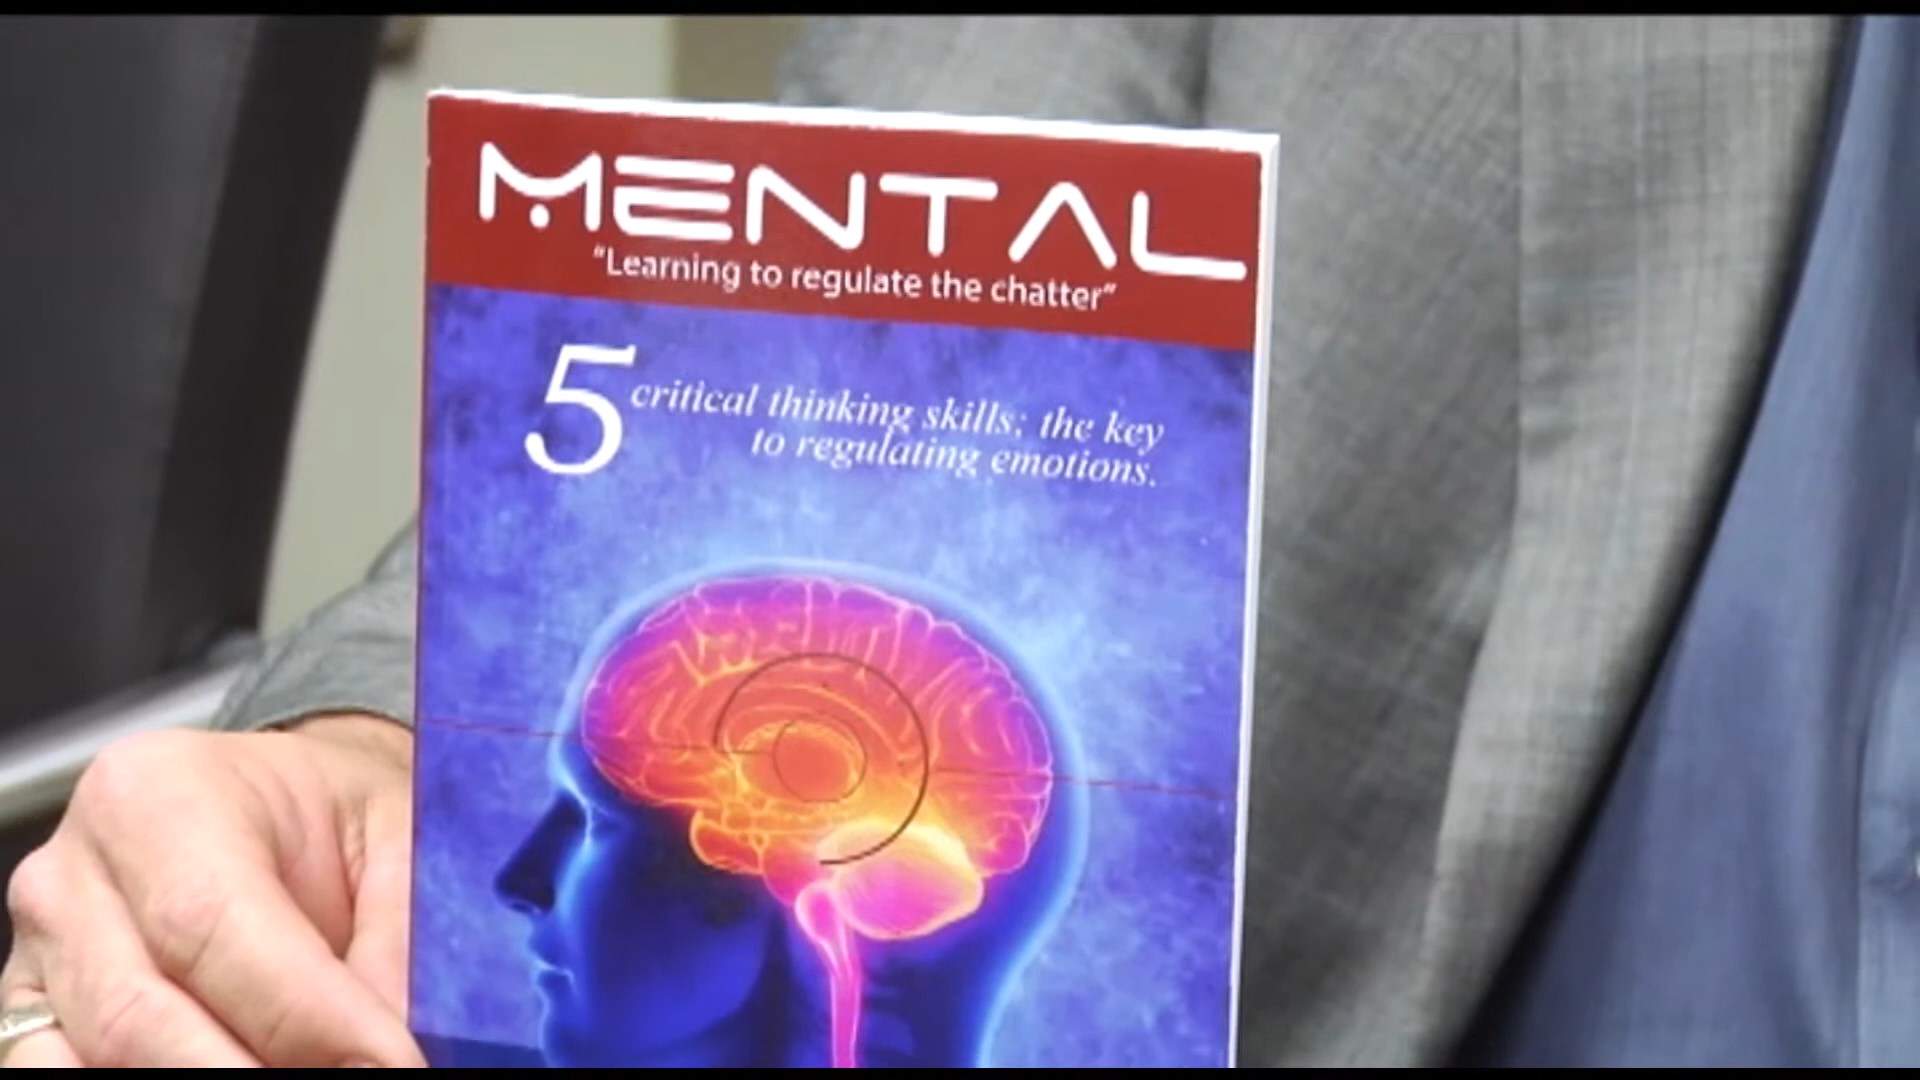 MENTAL
“Learning to regulate the chatter”
5 critical thinking skills; the key
to regulating emotions.